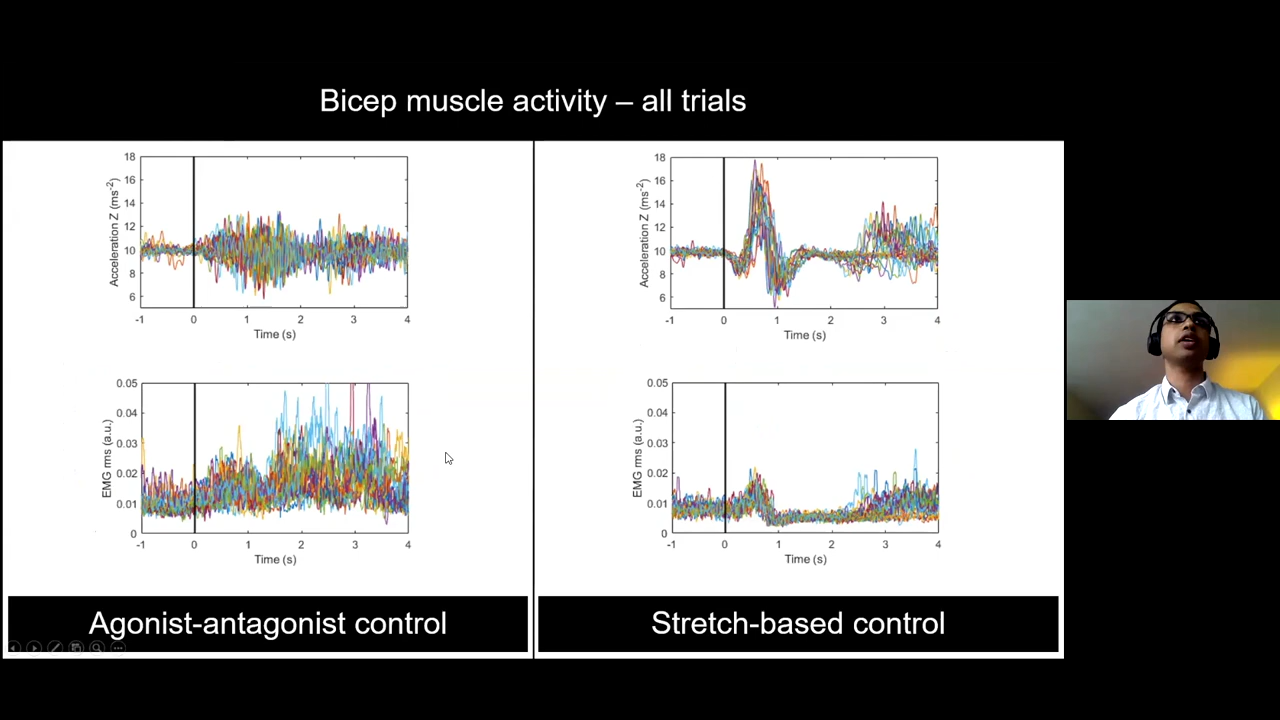 Bicep muscle activity – all trials
18
16
14
12
10
8
6
Acceleration Z (ms-2)
-1 0 1 2 3 4
Time (s)
18
16
14
12
10
8
6
Acceleration Z (ms-2)
-1 0 1 2 3 4
Time (s)
0.05
0.04
0.03
0.02
0.01
0
EMG rms (a.u.)
-1 0 1 2 3 4
Time (s)
0.05
0.04
0.03
0.02
0.01
0
EMG rms (a.u.)
-1 0 1 2 3 4
Time (s)
Agonist-antagonist control
Stretch-based control